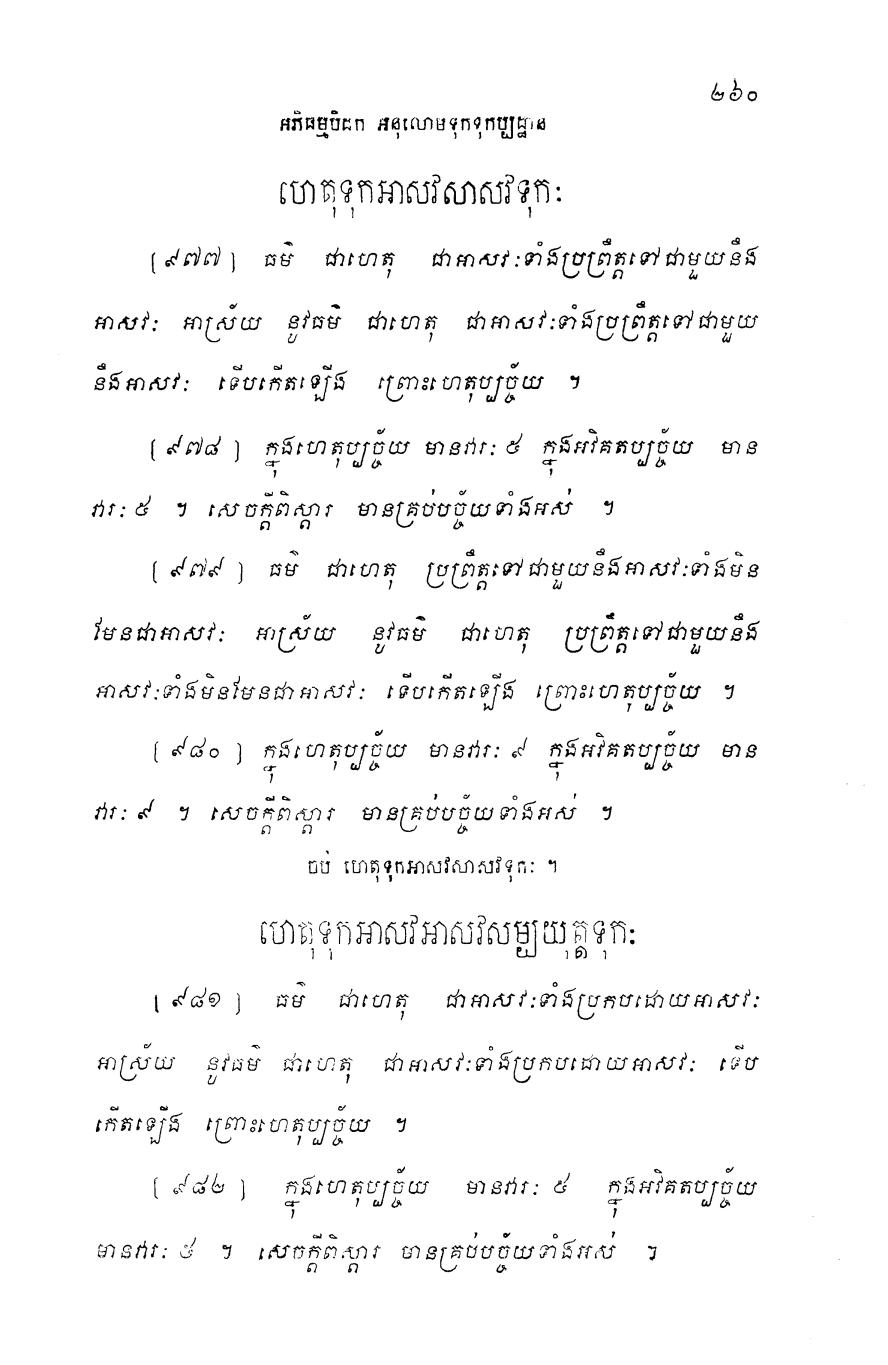 ២៦០
អភិធម្មបិដក អនុលោមទុកទុកប្បដ្ឋាន
ហេតុទុកអាសវសាសវទុកៈ
[៩៧៧] ធម៌ ជាហេតុ ជាអាសវៈទាំងប្រព្រឹត្តទៅជាមួយនឹង
អាសវៈ អាស្រ័យ នូវធម៌ ជាហេតុ ជាអាសវៈទាំងប្រព្រឹត្តទៅជាមួយ
នឹងអាសវៈ ទើបកើតឡើង ព្រោះហេតុប្បច្ច័យ ។
[៩៧៨] ក្នុងហេតុប្បច្ច័យ មានវារៈ ៥ ក្នុងអវិគតប្បច្ច័យ មាន
វារៈ ៥ ។ សេចក្តីពិស្តារ មានគ្រប់បច្ច័យទាំងអស់ ។
[៩៧៩] ធម៌ ជាហេតុ ប្រព្រឹត្តទៅជាមួយនឹងអាសវៈទាំងមិន
មែនជាអាសវៈ អាស្រ័យ នូវធម៌ ជាហេតុ ប្រព្រឹត្តទៅជាមួយនឹង
អាសវៈទាំងមិនមែនជាអាសវៈ ទើបកើតឡើង ព្រោះហេតុប្បច្ច័យ ។
[៩៨០] ក្នុងហេតុប្បច្ច័យ មានវារៈ ៩ ក្នុងអវិគតប្បច្ច័យ មាន
វារៈ ៩ ។ សេចក្តីពិស្តារ មានគ្រប់បច្ច័យទាំងអស់ ។
ចប់ ហេតុទុកអាសវសាសវទុកៈ ។
ហេតុទុកអាសវអាសវសម្បយុត្តទុកៈ
[៩៨១] ធម៌ ជាហេតុ ជាអាសវៈទាំងប្រកបដោយអាសវៈ
អាស្រ័យ នូវធម៌ ជាហេតុ ជាអាសវៈទាំងប្រកបដោយអាសវៈ ទើប
កើតឡើង ព្រោះហេតុប្បច្ច័យ ។
[៩៨២] ក្នុងហេតុប្បច្ច័យ មានវារៈ ៥ ក្នុងអវិគតប្បច្ច័យ
មានវារៈ ៥ ។ សេចក្តីពិស្តារ មានគ្រប់បច្ច័យទាំងអស់ ។